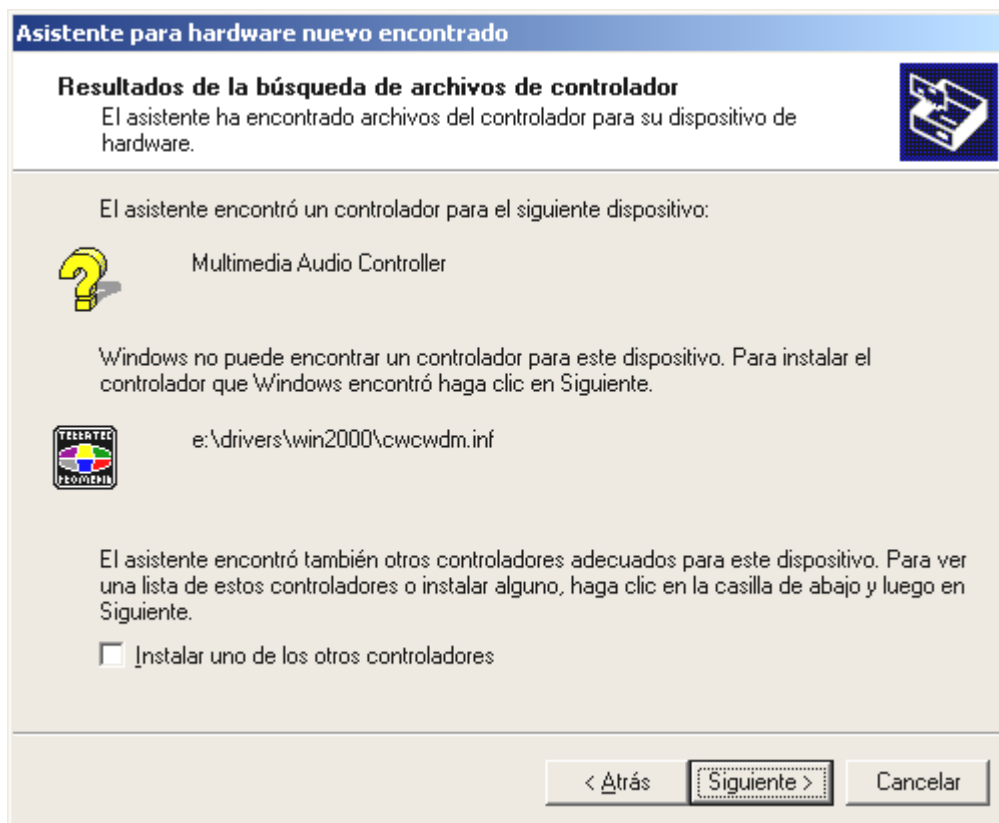 Asistente para hardware nuevo encontrado
Resultados de la búsqueda de archivos de controlador
El asistente ha encontrado archivos del controlador para su dispositivo de
hardware.
El asistente encontró un controlador para el siguiente dispositivo:
Multimedia Audio Controller
Windows no puede encontrar un controlador para este dispositivo. Para instalar el
controlador que Windows encontró haga clic en Siguiente.
TERRATEC
PROMEDIA
e:\drivers\win2000\cwcwdm.inf
El asistente encontró también otros controladores adecuados para este dispositivo. Para ver
una lista de estos controladores o instalar alguno, haga clic en la casilla de abajo y luego en
Siguiente.
Instalar uno de los otros controladores
< Atrás
Siguiente >
Cancelar